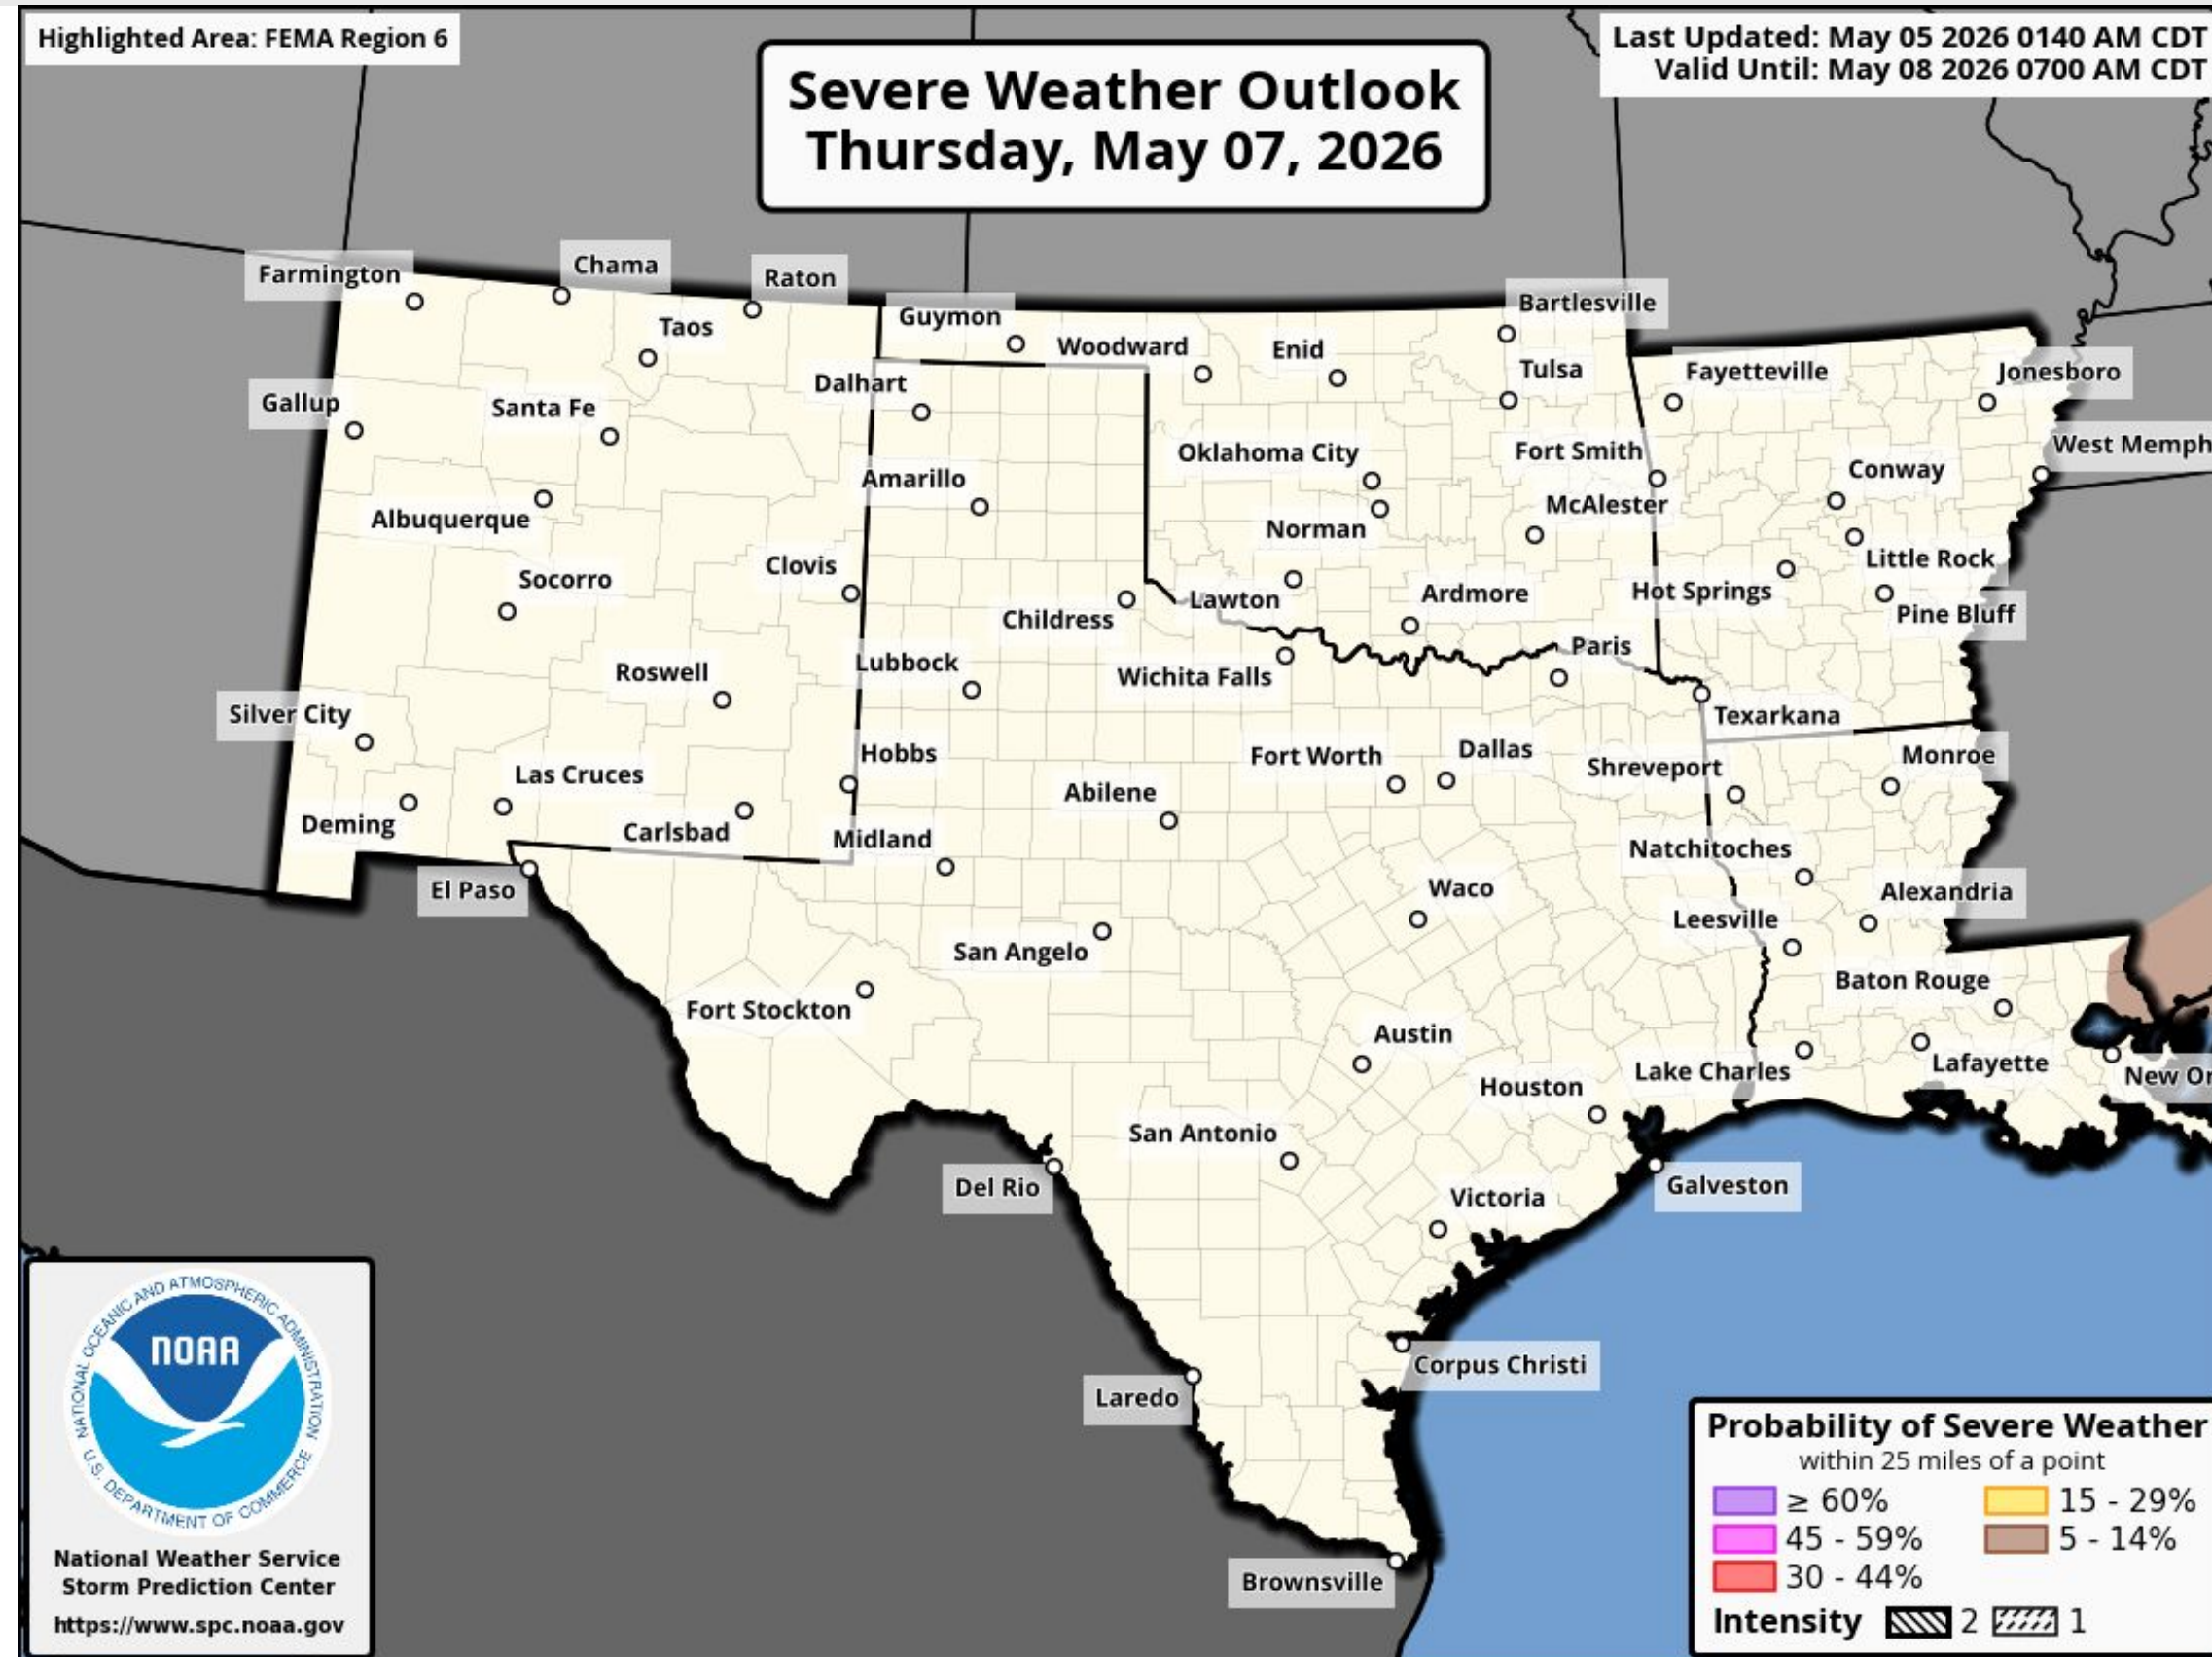 Highlighted Area: FEMA Region 6
Severe Weather Outlook
Thursday, May 07, 2026
Last Updated: May 05 2026 0140 AM CDT
Valid Until: May 08 2026 0700 AM CDT
Farmington
Chama
Raton
Taos
Guymon
Woodward
Enid
Bartlesville
Tulsa
Fayetteville
Jonesboro
Gallup
Santa Fe
Dalhart
Oklahoma City
Fort Smith
West Memph
Albuquerque
Amarillo
Norman
McAlester
Conway
Little Rock
Socorro
Clovis
Childress
Lawton
Ardmore
Hot Springs
Pine Bluff
Roswell
Lubbock
Wichita Falls
Paris
Texarkana
Silver City
Las Cruces
Hobbs
Abilene
Fort Worth
Dallas
Shreveport
Monroe
Deming
Carlsbad
Midland
Natchitoches
El Paso
Waco
Alexandria
Leesville
San Angelo
Fort Stockton
Austin
Baton Rouge
Houston
Lake Charles
Lafayette
New Or
San Antonio
Del Rio
Victoria
Galveston
Corpus Christi
Laredo
Brownsville
NATIONAL OCEANIC AND ATMOSPHERIC ADMINISTRATION
NOAA
U.S. DEPARTMENT OF COMMERCE
National Weather Service
Storm Prediction Center
https://www.spc.noaa.gov
Probability of Severe Weather
within 25 miles of a point
≥ 60% 15 - 29%
45 - 59% 5 - 14%
30 - 44%
Intensity 2 1